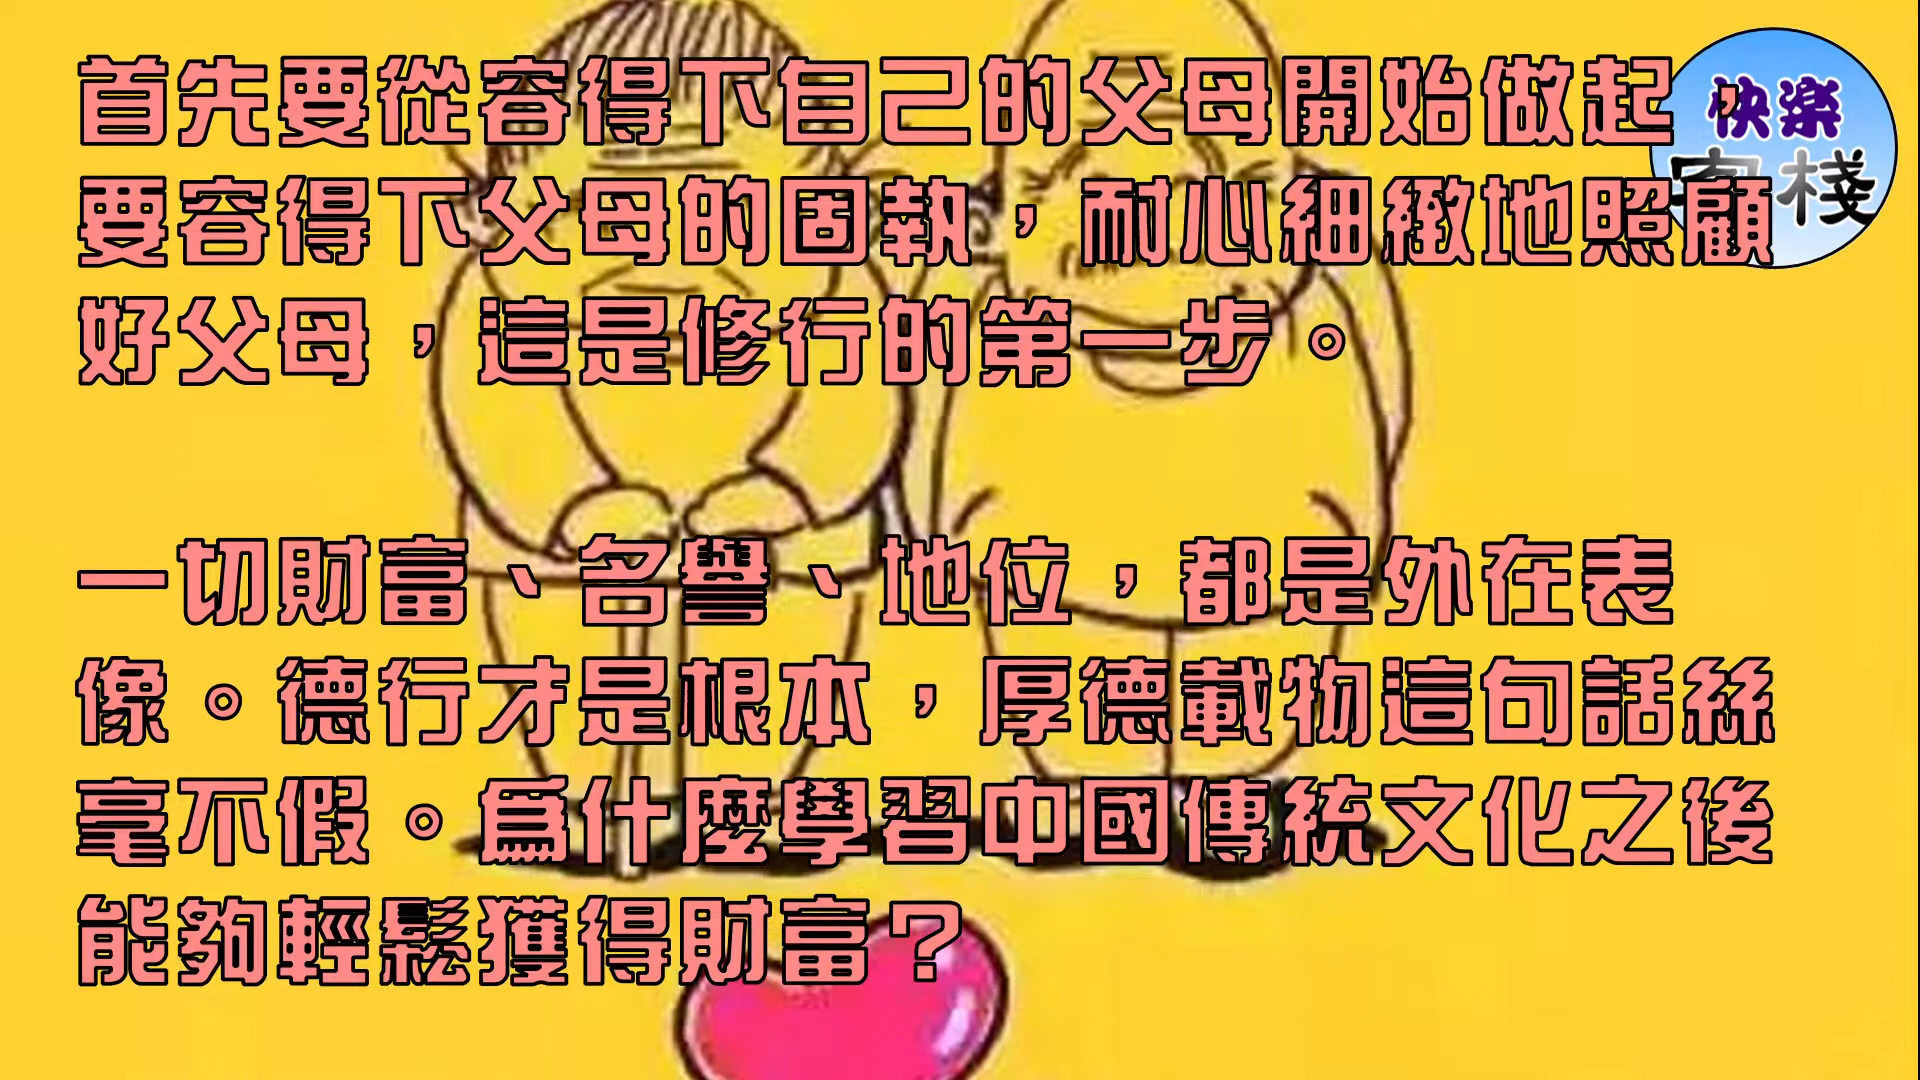 首先要從容得下自己的父母開始做起，
要容得下父母的固執，耐心細緻地照顧
好父母，這是修行的第一步。
一切財富、名譽、地位，都是外在表
像。德行才是根本，厚德載物這句話絲
毫不假。為什麼學習中國傳統文化之後
能夠輕鬆獲得財富？
快樂
客棧